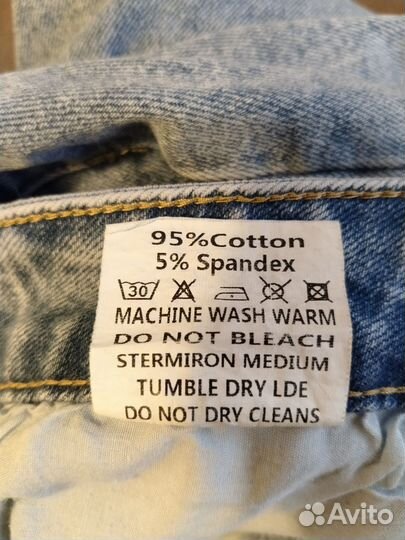 95%Cotton
5% Spandex
30
MACHINE WASH WARM
DO NOT BLEACH
STERMIRON MEDIUM
TUMBLE DRY LDE
DO NOT DRY CLEANS
Avito